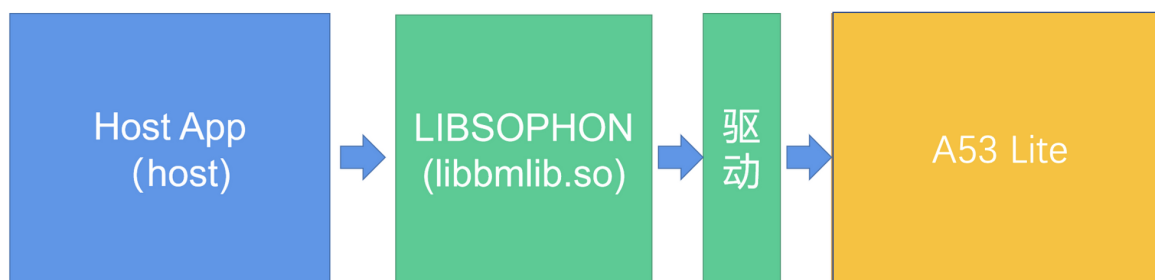 Host App
(host)
LIBSOPHON
(libbmlib.so)
驱
动
A53 Lite